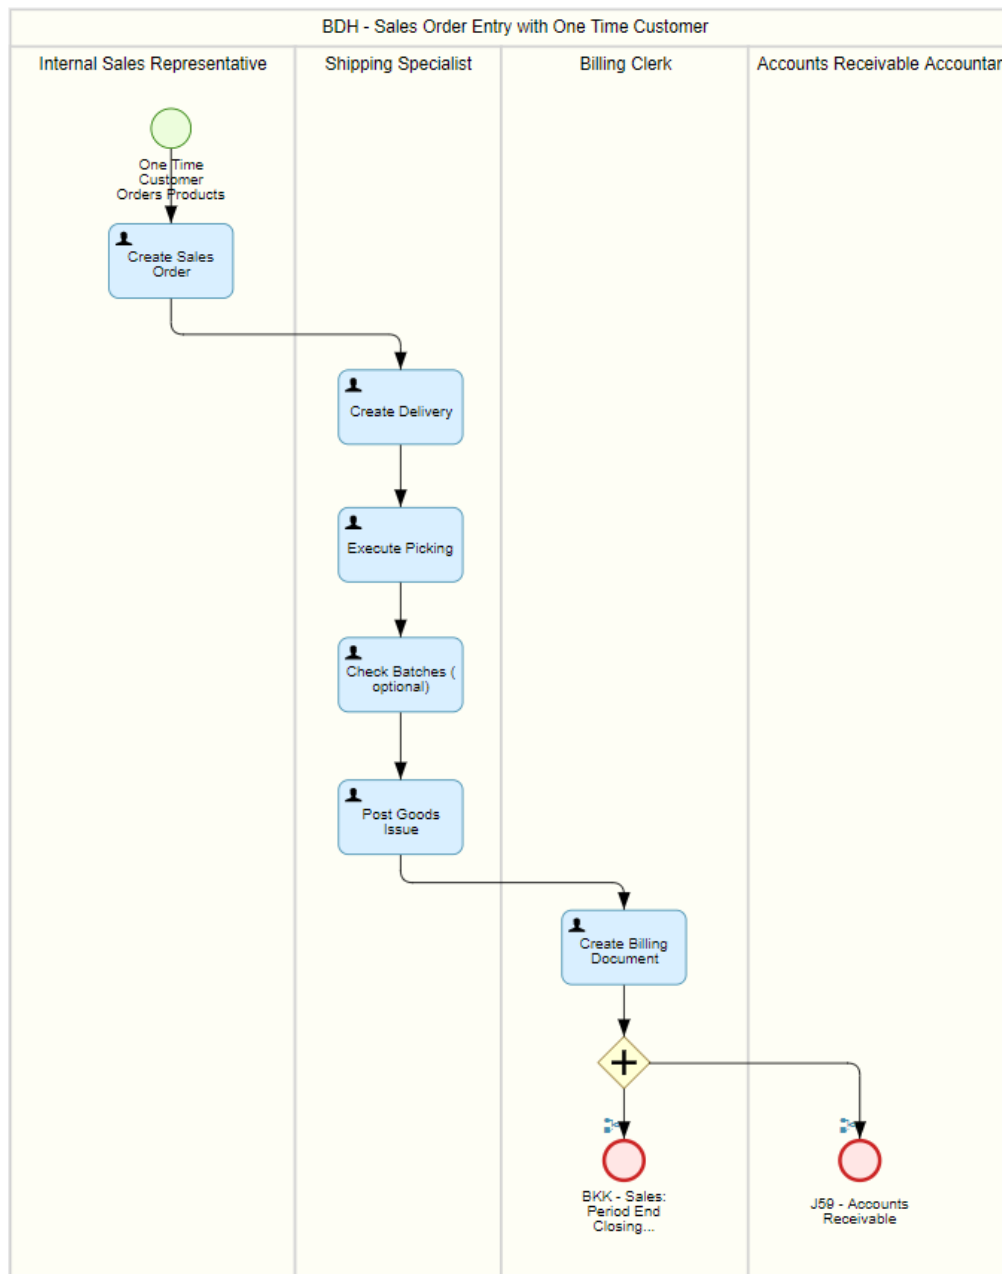 BDH - Sales Order Entry with One Time Customer
Internal Sales Representative
Shipping Specialist
Billing Clerk
Accounts Receivable Accountan
One Time
Customer
Orders Products
Create Sales
Order
Create Delivery
Execute Picking
Check Batches (
optional)
Post Goods
Issue
Create Billing
Document
BKK - Sales:
Period End
Closing...
J59 - Accounts
Receivable